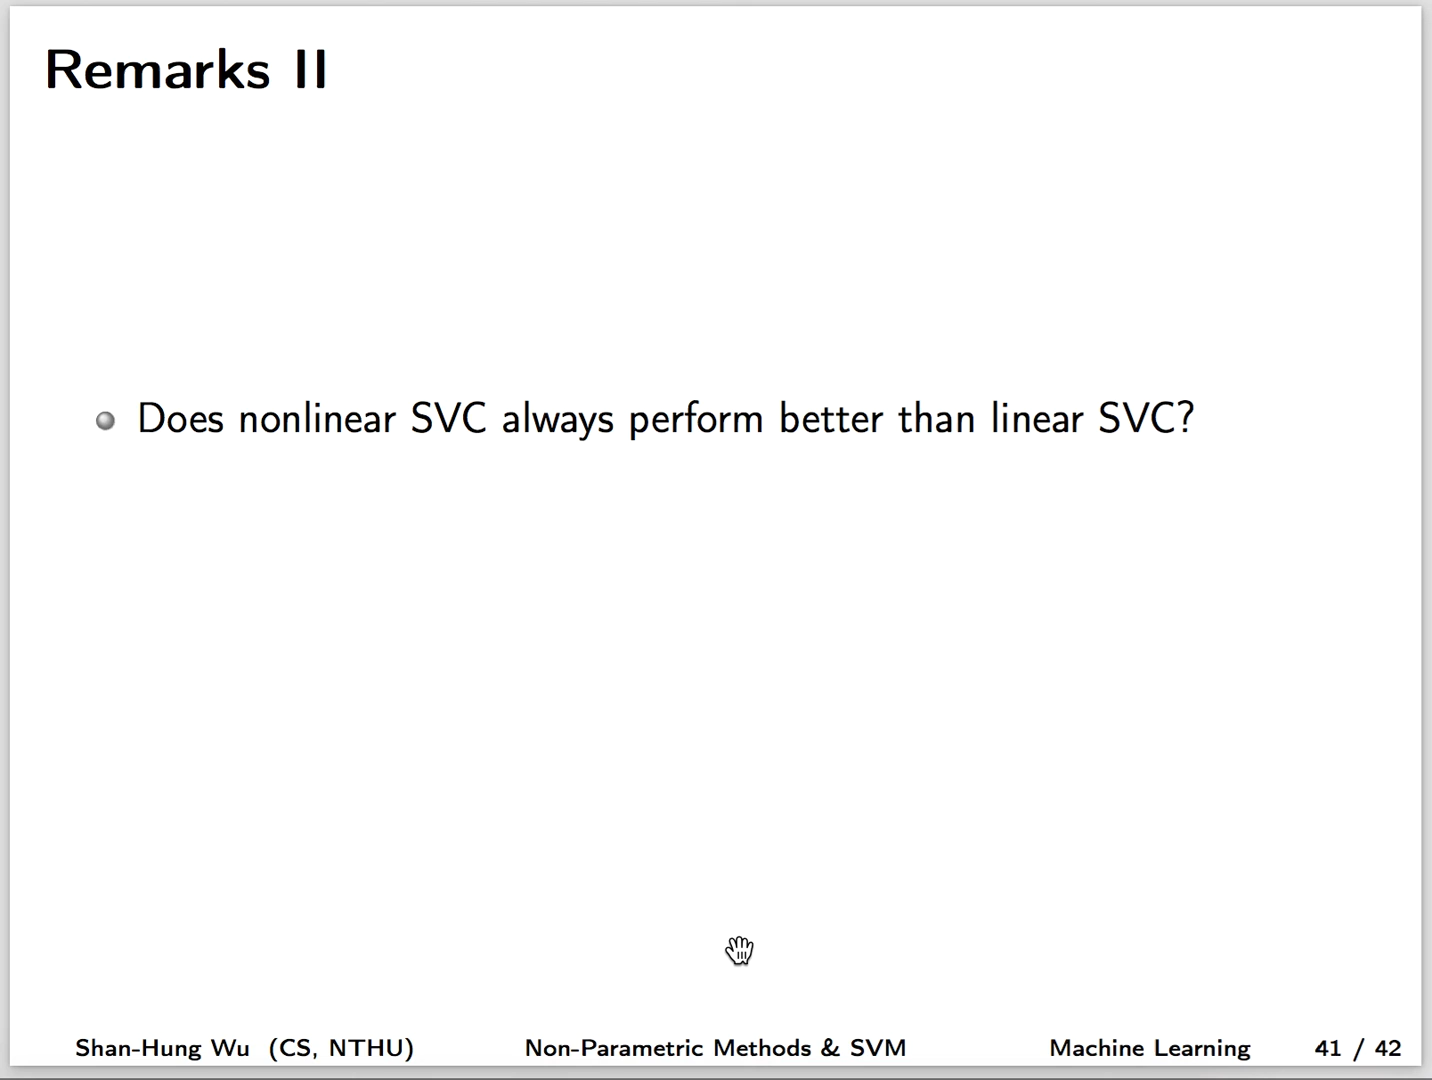 Remarks II
Does nonlinear SVC always perform better than linear SVC?
Shan-Hung Wu (CS, NTHU) Non-Parametric Methods & SVM Machine Learning 41 / 42